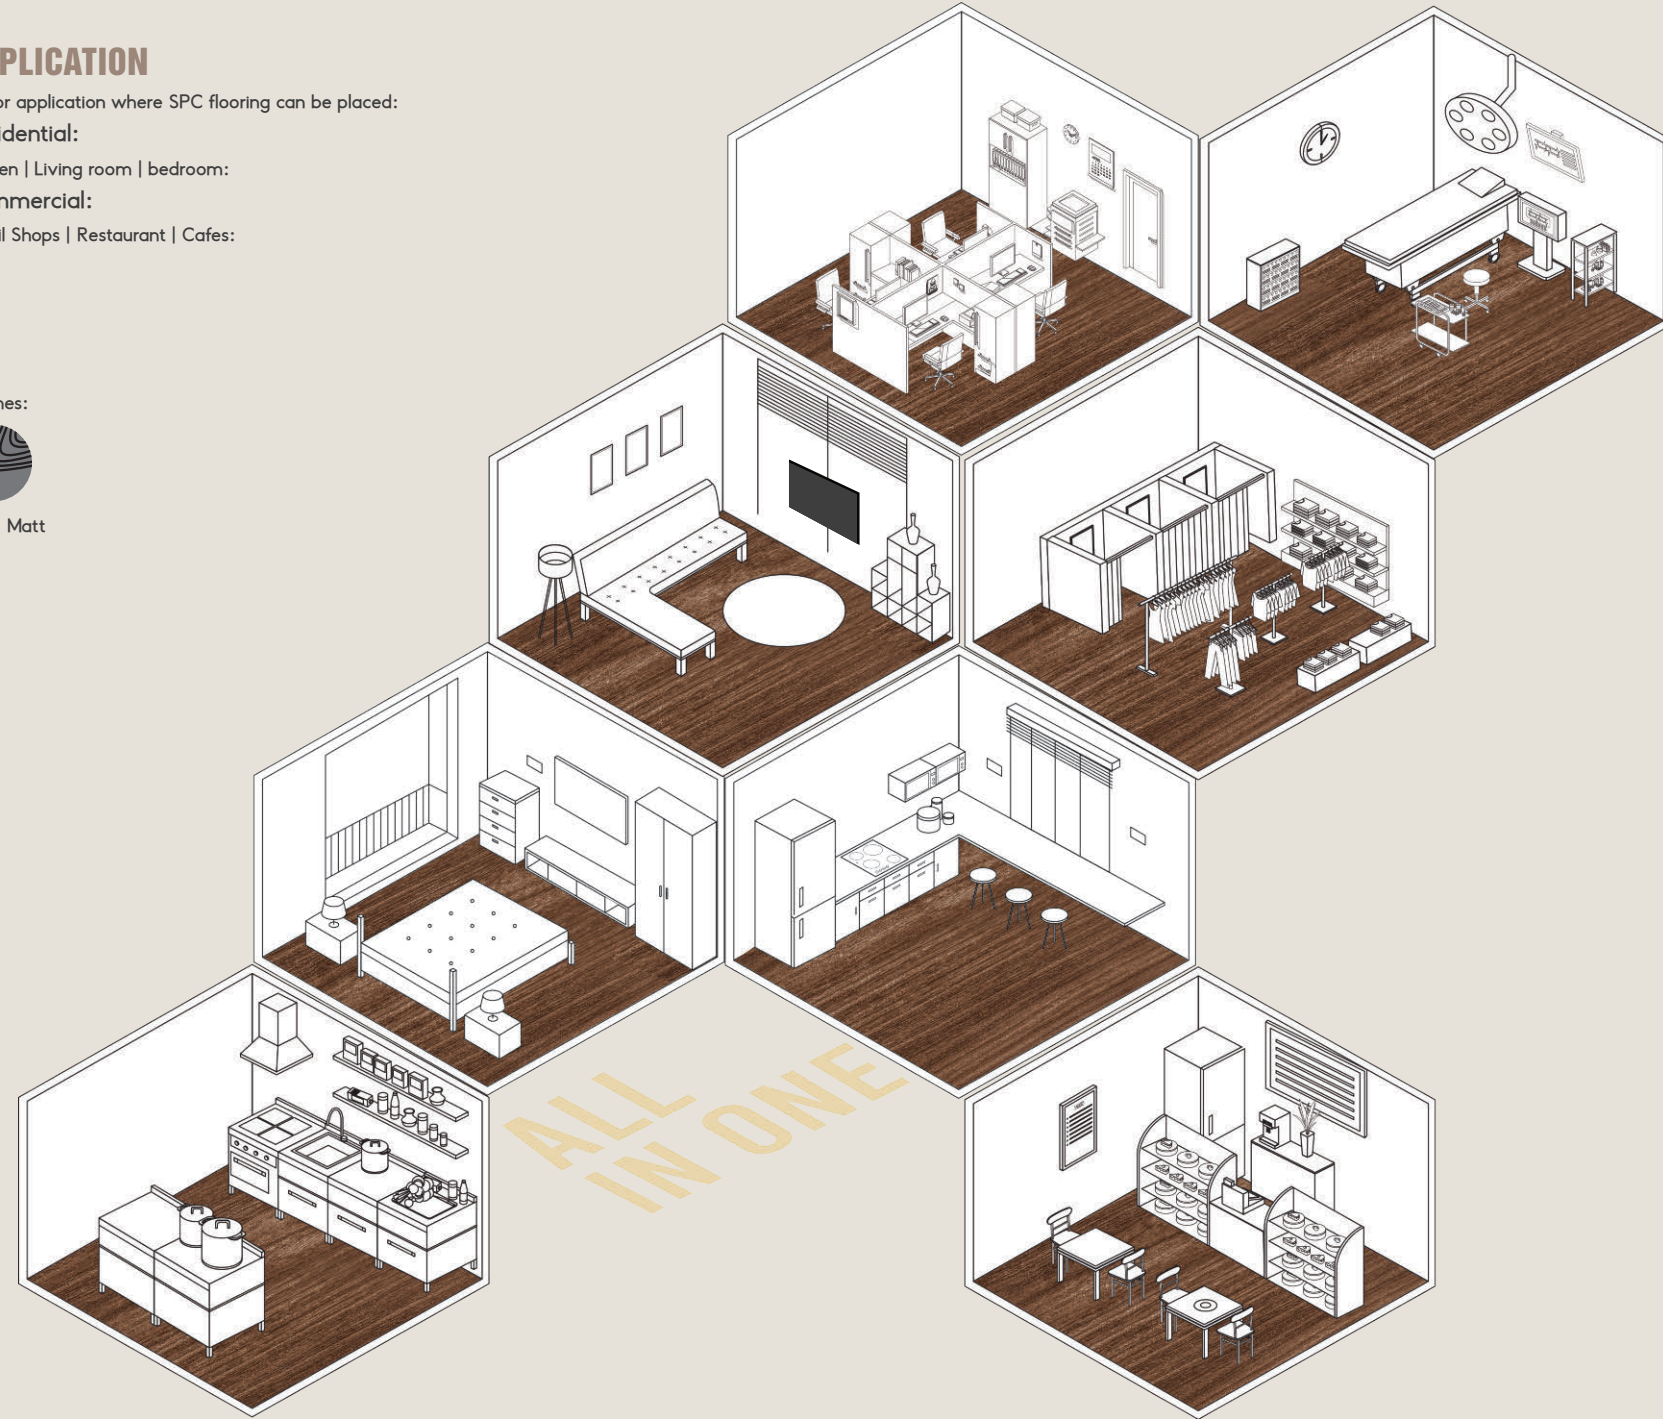 PLICATION
or application where SPC flooring can be placed:
idential:
en | Living room | bedroom:
nmercial:
il Shops | Restaurant | Cafes:
nes:
Matt
ALL
IN ONE